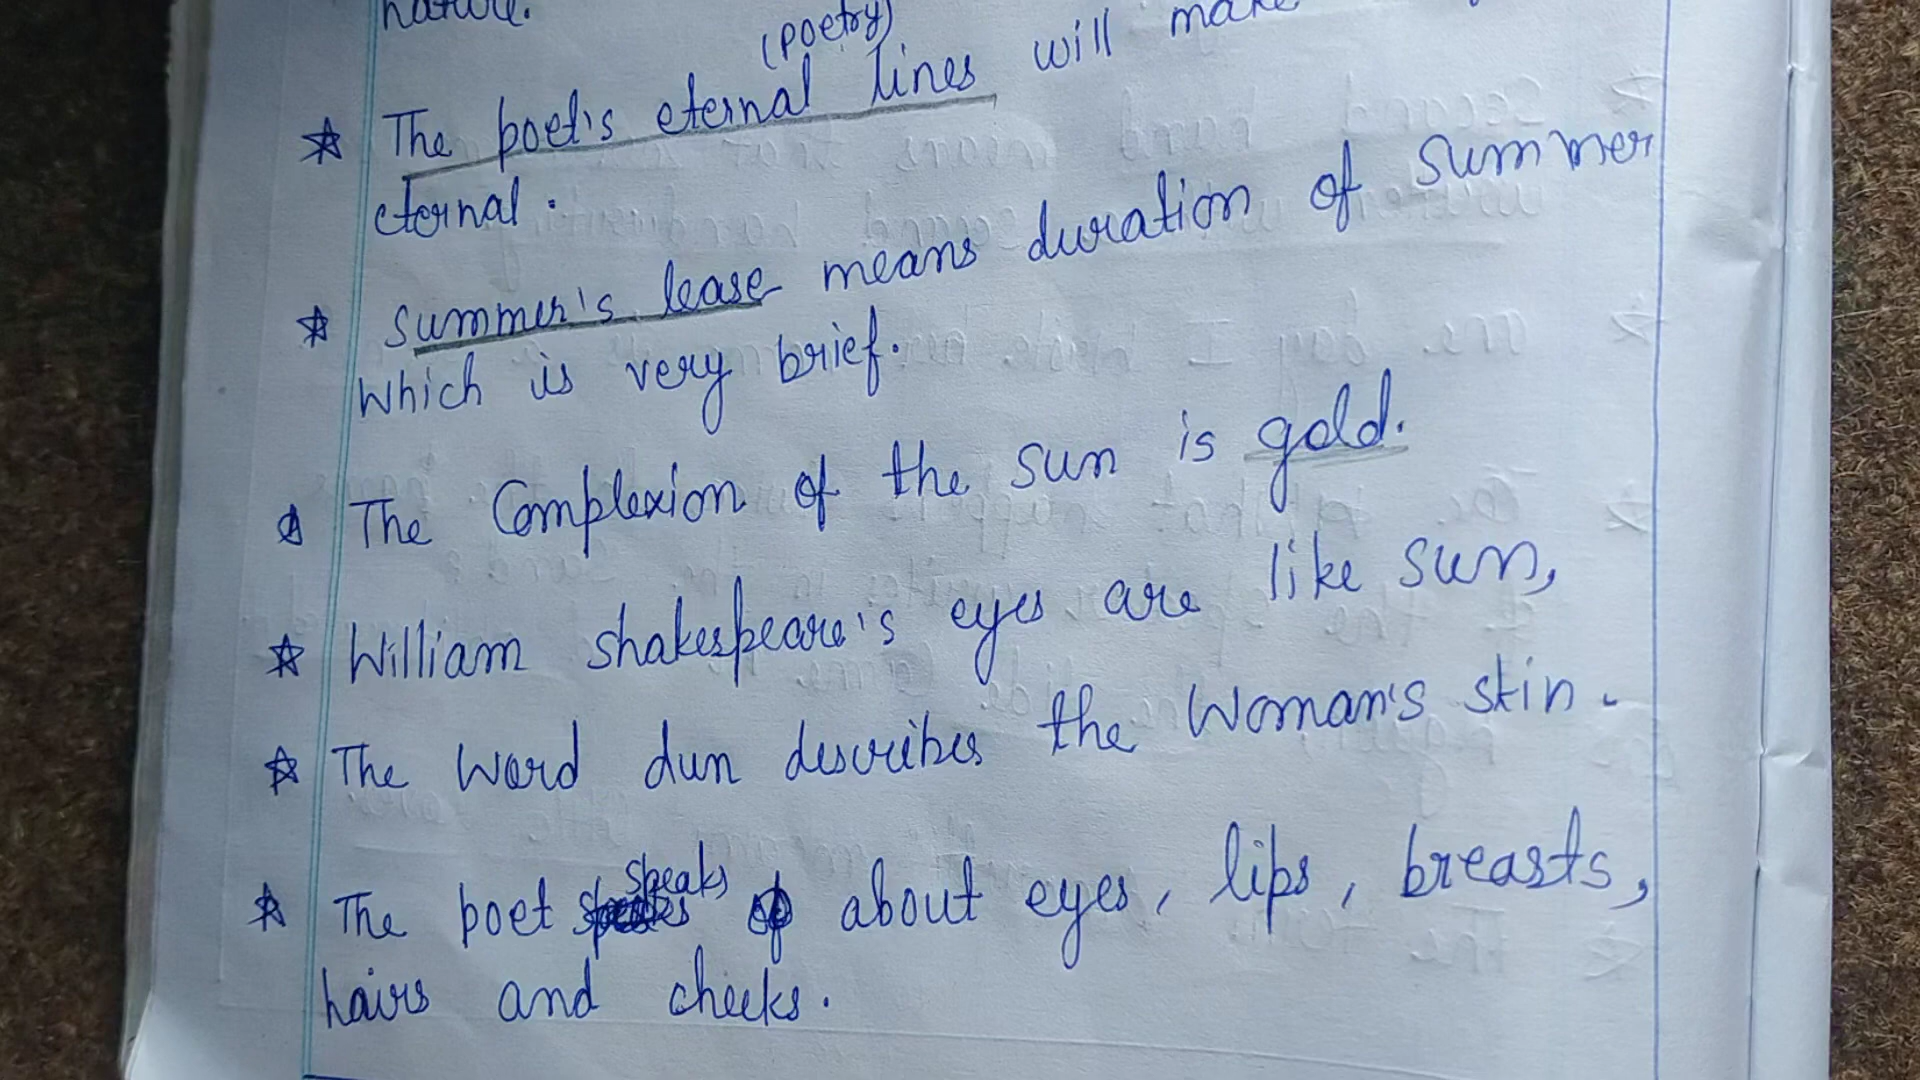 nature.
(poetry)
☆ The poet's eternal lines will make
eternal.
☆ Summer's lease means duration of summer
which is very brief.
☆ The Complexion of the sun is gold.
☆ William shakespeare's eyes are like sun,
☆ The word dun describes the woman's skin.
☆ The poet speaks about eyes, lips, breasts,
hairs and cheeks.